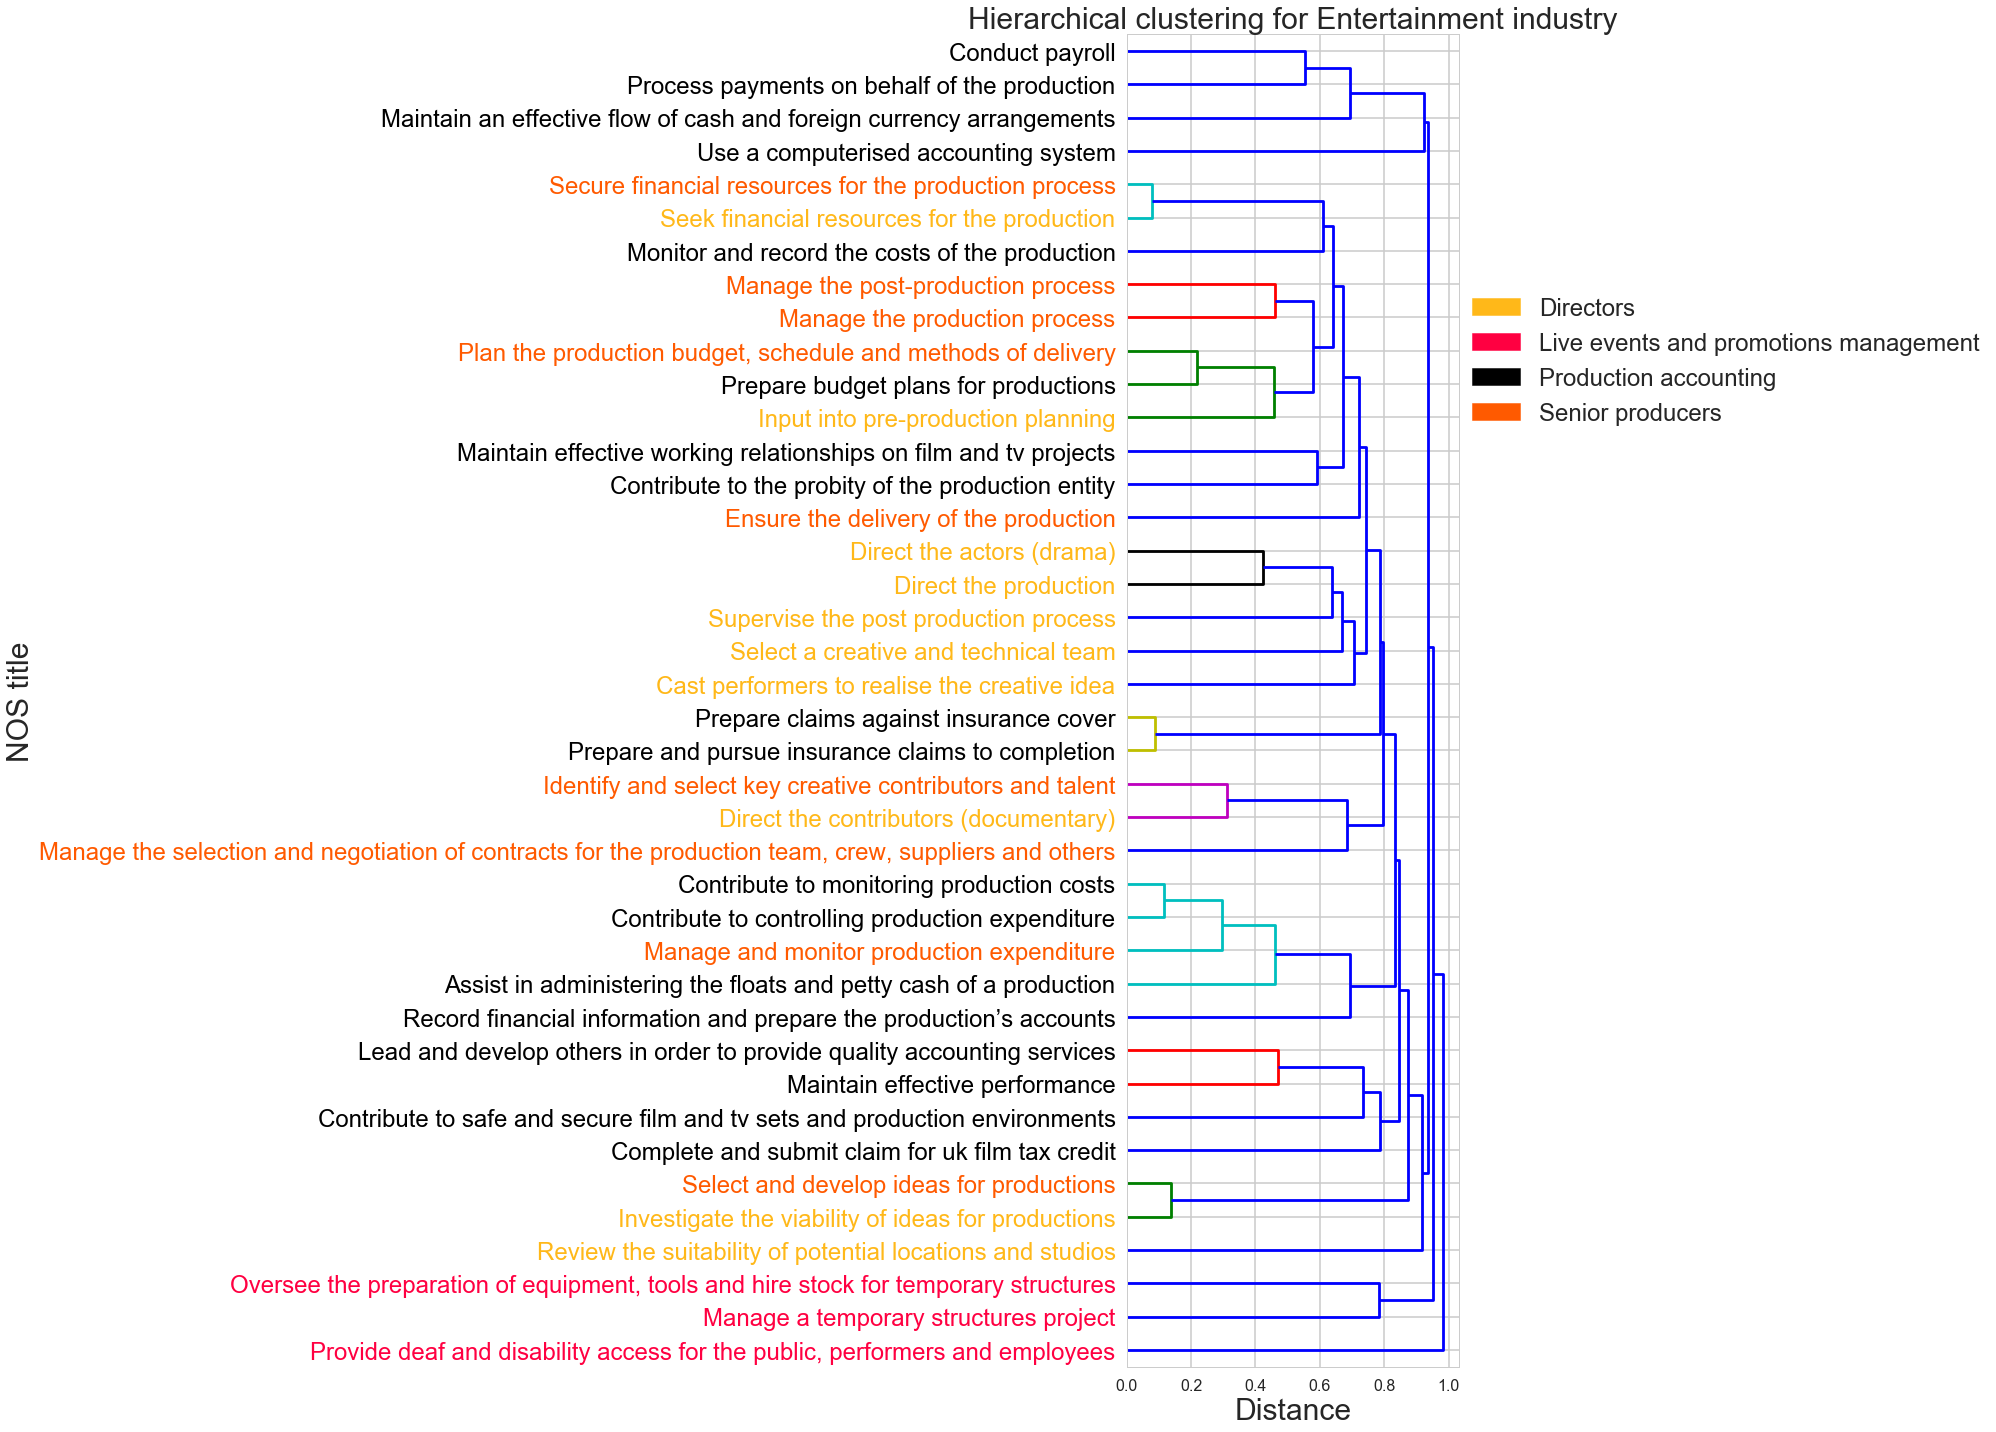 Hierarchical clustering for Entertainment industry
Conduct payroll
Process payments on behalf of the production
Maintain an effective flow of cash and foreign currency arrangements
Use a computerised accounting system
Secure financial resources for the production process
Seek financial resources for the production
Monitor and record the costs of the production
Manage the post-production process
Manage the production process
Plan the production budget, schedule and methods of delivery
Prepare budget plans for productions
Input into pre-production planning
Maintain effective working relationships on film and tv projects
Contribute to the probity of the production entity
Ensure the delivery of the production
Direct the actors (drama)
Direct the production
Supervise the post production process
Select a creative and technical team
Cast performers to realise the creative idea
Prepare claims against insurance cover
Prepare and pursue insurance claims to completion
Identify and select key creative contributors and talent
Direct the contributors (documentary)
Manage the selection and negotiation of contracts for the production team, crew, suppliers and others
Contribute to monitoring production costs
Contribute to controlling production expenditure
Manage and monitor production expenditure
Assist in administering the floats and petty cash of a production
Record financial information and prepare the production’s accounts
Lead and develop others in order to provide quality accounting services
Maintain effective performance
Contribute to safe and secure film and tv sets and production environments
Complete and submit claim for uk film tax credit
Select and develop ideas for productions
Investigate the viability of ideas for productions
Review the suitability of potential locations and studios
Oversee the preparation of equipment, tools and hire stock for temporary structures
Manage a temporary structures project
Provide deaf and disability access for the public, performers and employees
NOS title
0.0 0.2 0.4 0.6 0.8 1.0
Distance
Directors
Live events and promotions management
Production accounting
Senior producers